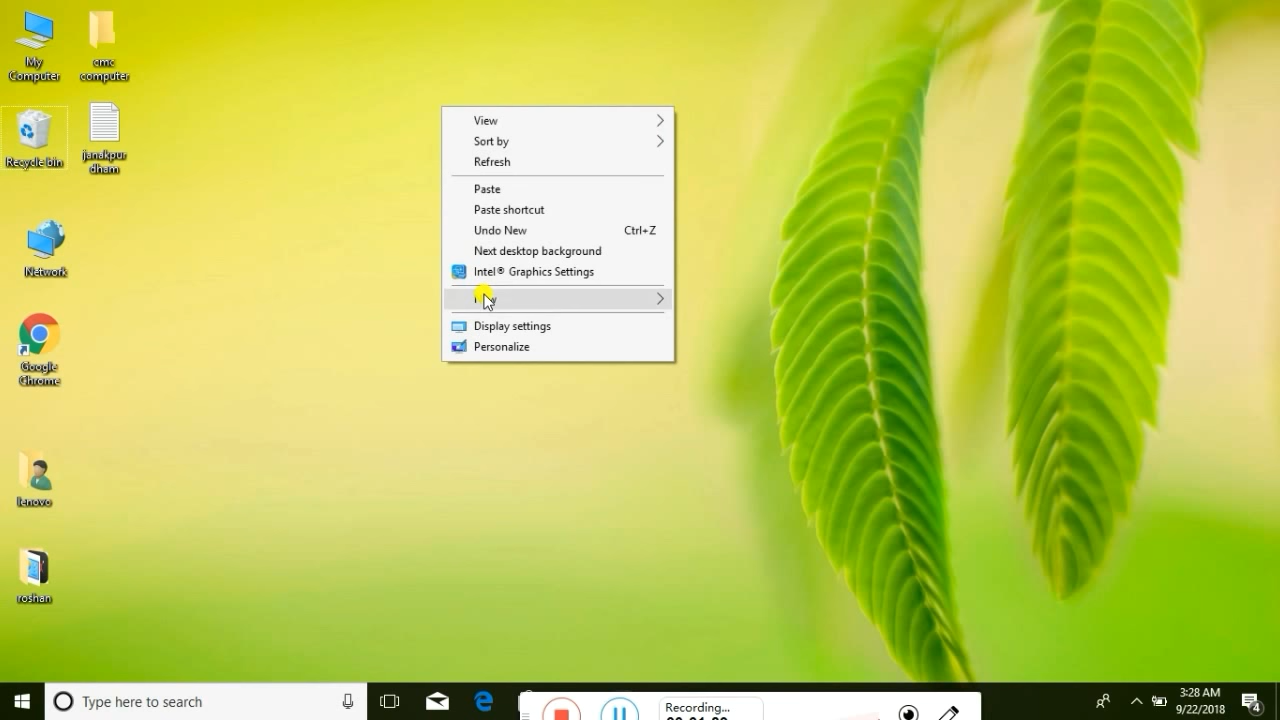 My
Computer
cmc
computer
Recycle bin
janakpur
dham
Network
Google
Chrome
lenovo
roshan
View
Sort by
Refresh
Paste
Paste shortcut
Undo New Ctrl+Z
Next desktop background
Intel® Graphics Settings
Display settings
Personalize
Type here to search
Recording...
3:28 AM
9/22/2018
4